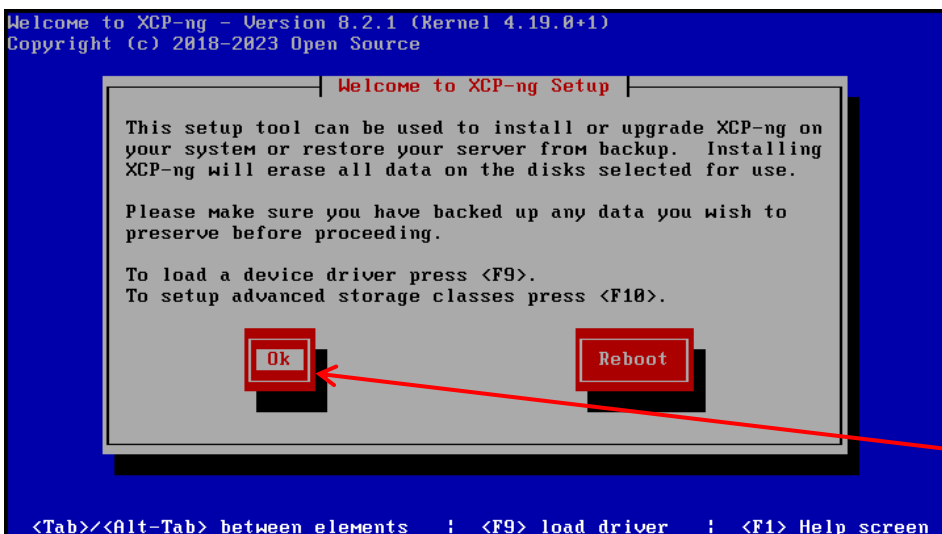 Welcome to XCP-ng - Version 8.2.1 (Kernel 4.19.0+1)
Copyright (c) 2018-2023 Open Source
Welcome to XCP-ng Setup
This setup tool can be used to install or upgrade XCP-ng on
your system or restore your server from backup.  Installing
XCP-ng will erase all data on the disks selected for use.
Please make sure you have backed up any data you wish to
preserve before proceeding.
To load a device driver press <F9>.
To setup advanced storage classes press <F10>.
Ok Reboot
<Tab>/<Alt-Tab> between elements | <F9> load driver | <F1> Help screen